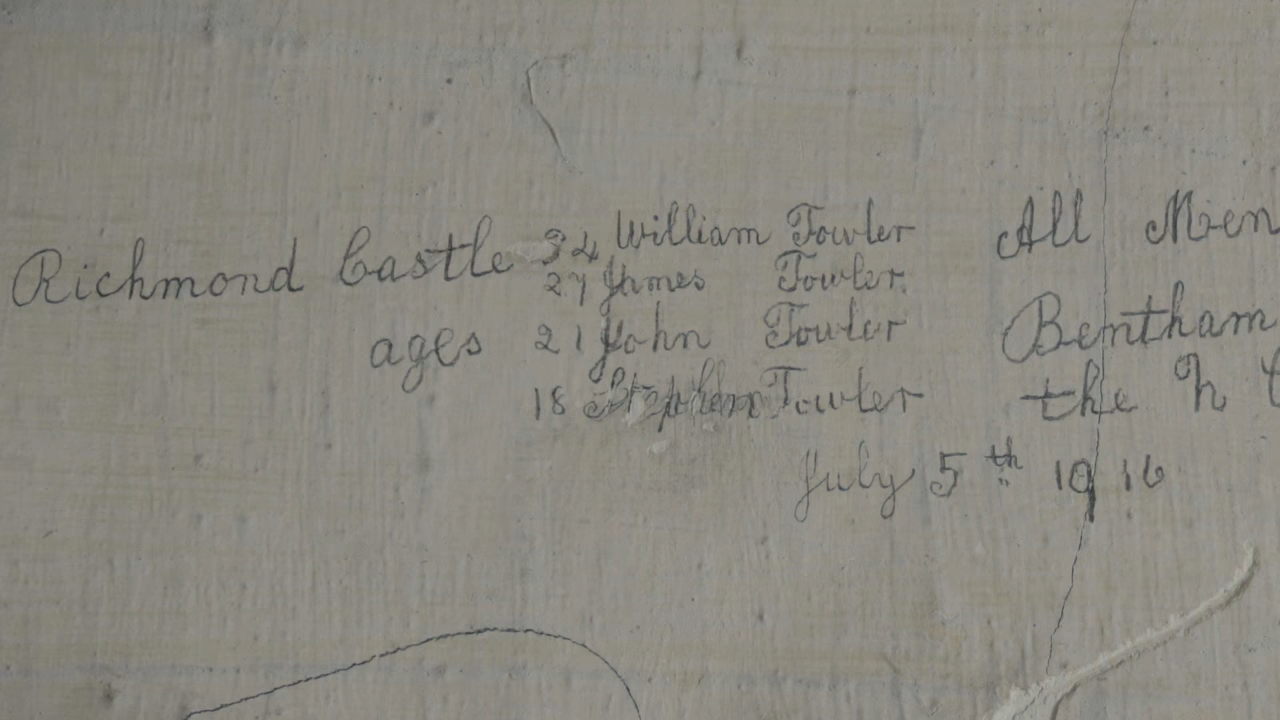 Richmond Castle 34 William Fowler All Men
27 James Fowler
ages 21 John Fowler Bentham
18 Stephen Fowler the N C
July 5th 1916